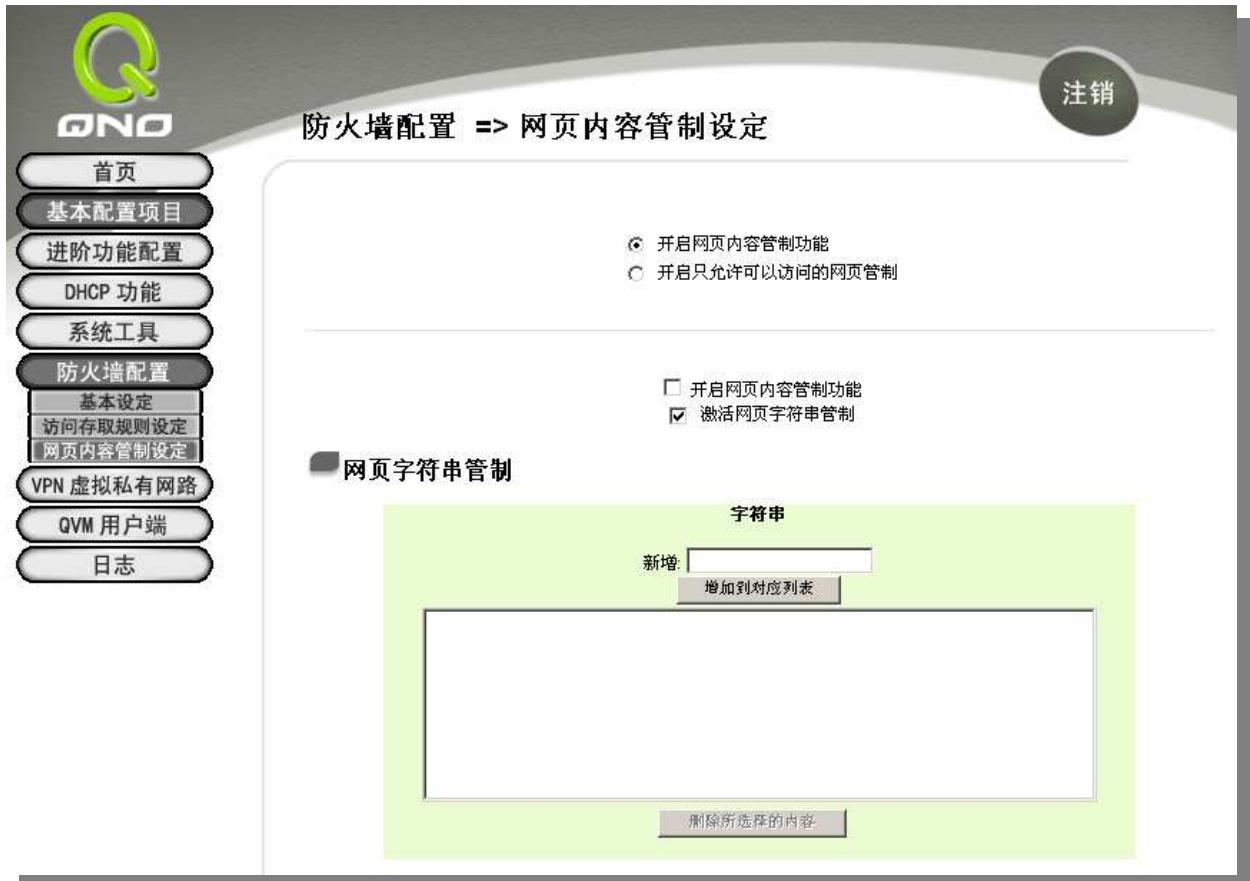 QNO
注销
防火墙配置 => 网页内容管制设定
首页
基本配置项目
进阶功能配置
DHCP 功能
系统工具
防火墙配置
基本设定
访问存取规则设定
网页内容管制设定
VPN 虚拟私有网路
QVM 用户端
日志
开启网页内容管制功能
开启只允许可以访问的网页管制
开启网页内容管制功能
激活网页字符串管制
网页字符串管制
字符串
新增:
增加到对应列表
删除所选择的内容